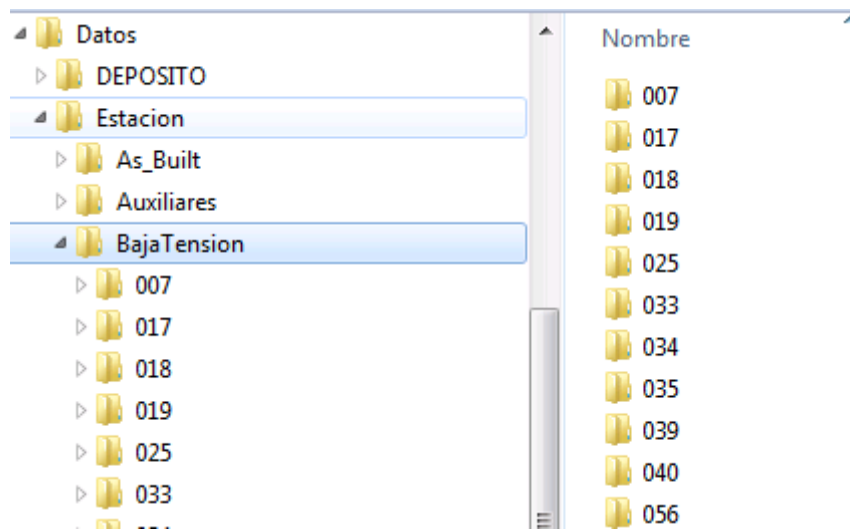 Datos
DEPOSITO
Estacion
As_Built
Auxiliares
BajaTension
007
017
018
019
025
033
Nombre
007
017
018
019
025
033
034
035
039
040
056